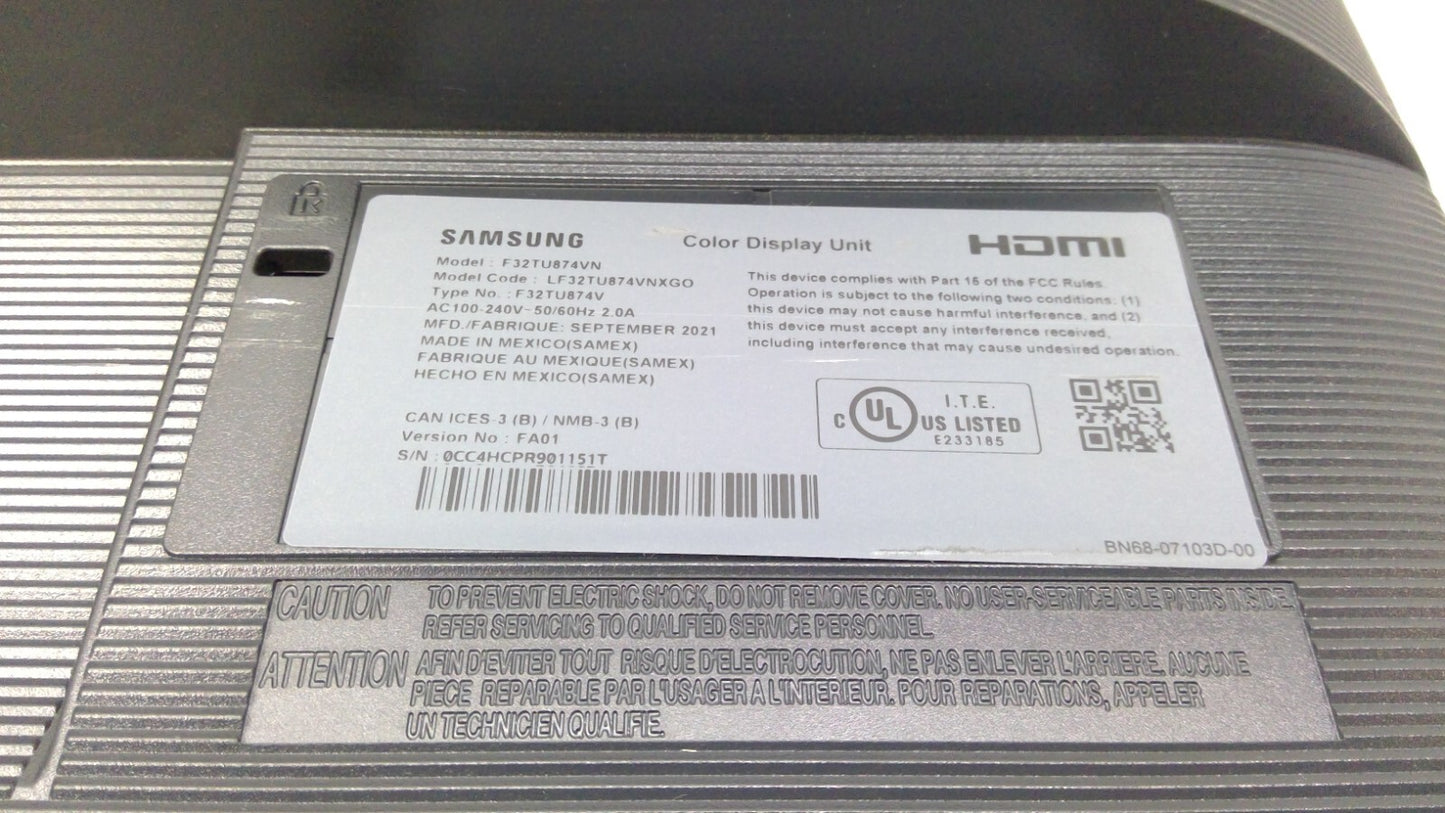 SAMSUNG
Color Display Unit
HDMI
Model : F32TU874VN
Model Code : LF32TU874VNXGO
Type No. : F32TU874V
AC100-240V~50/60Hz 2.0A
MFD./FABRIQUE: SEPTEMBER 2021
MADE IN MEXICO(SAMEX)
FABRIQUE AU MEXIQUE(SAMEX)
HECHO EN MEXICO(SAMEX)
This device complies with Part 15 of the FCC Rules.
Operation is subject to the following two conditions: (1)
this device may not cause harmful interference, and (2)
this device must accept any interference received,
including interference that may cause undesired operation.
CAN ICES-3 (B) / NMB-3 (B)
Version No : FA01
S/N : 0CC4HCPR901151T
C UL US LISTED
I.T.E.
E233185
BN68-07103D-00
CAUTION TO PREVENT ELECTRIC SHOCK, DO NOT REMOVE COVER. NO USER-SERVICEABLE PARTS INSIDE.
REFER SERVICING TO QUALIFIED SERVICE PERSONNEL.
ATTENTION AFIN D'EVITER TOUT RISQUE D'ELECTROCUTION, NE PAS ENLEVER L'ARRIERE. AUCUNE
PIECE REPARABLE PAR L'USAGER A L'INTERIEUR. POUR REPARATIONS, APPELER
UN TECHNICIEN QUALIFIE.